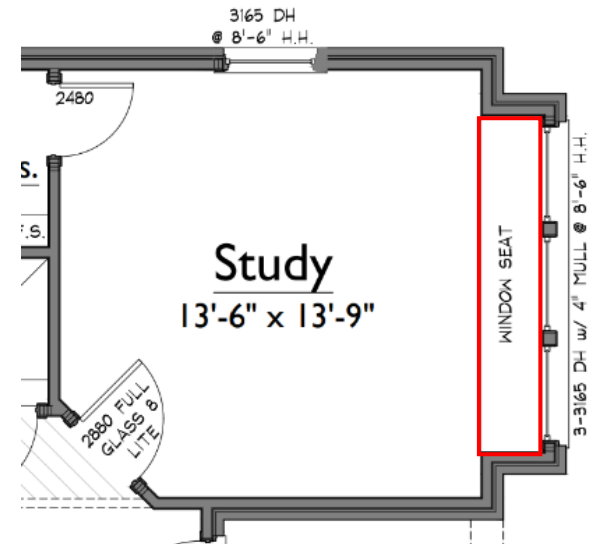 3165 DH
@ 8'-6" H.H.
2480
S.
F.S.
Study
13'-6" x 13'-9"
WINDOW SEAT
3-3165 DH w/ 4" MULL @ 8'-6" H.H.
2880 FULL
GLASS 8
LITE